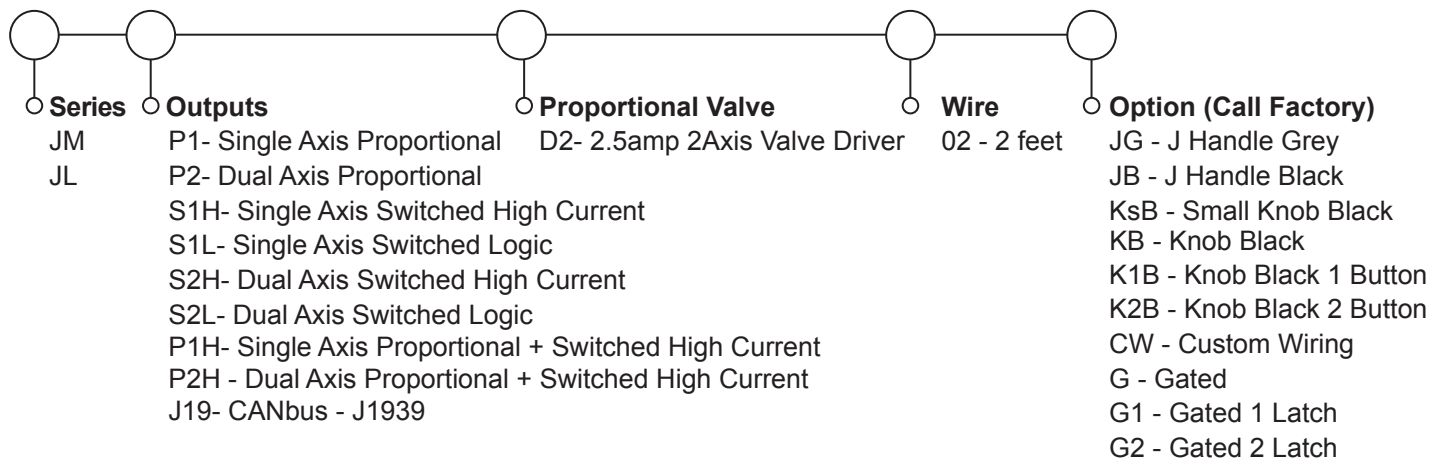 Series
JM
JL
Outputs
P1- Single Axis Proportional
P2- Dual Axis Proportional
S1H- Single Axis Switched High Current
S1L- Single Axis Switched Logic
S2H- Dual Axis Switched High Current
S2L- Dual Axis Switched Logic
P1H- Single Axis Proportional + Switched High Current
P2H - Dual Axis Proportional + Switched High Current
J19- CANbus - J1939
Proportional Valve
D2- 2.5amp 2Axis Valve Driver
Wire
02 - 2 feet
Option (Call Factory)
JG - J Handle Grey
JB - J Handle Black
KsB - Small Knob Black
KB - Knob Black
K1B - Knob Black 1 Button
K2B - Knob Black 2 Button
CW - Custom Wiring
G - Gated
G1 - Gated 1 Latch
G2 - Gated 2 Latch